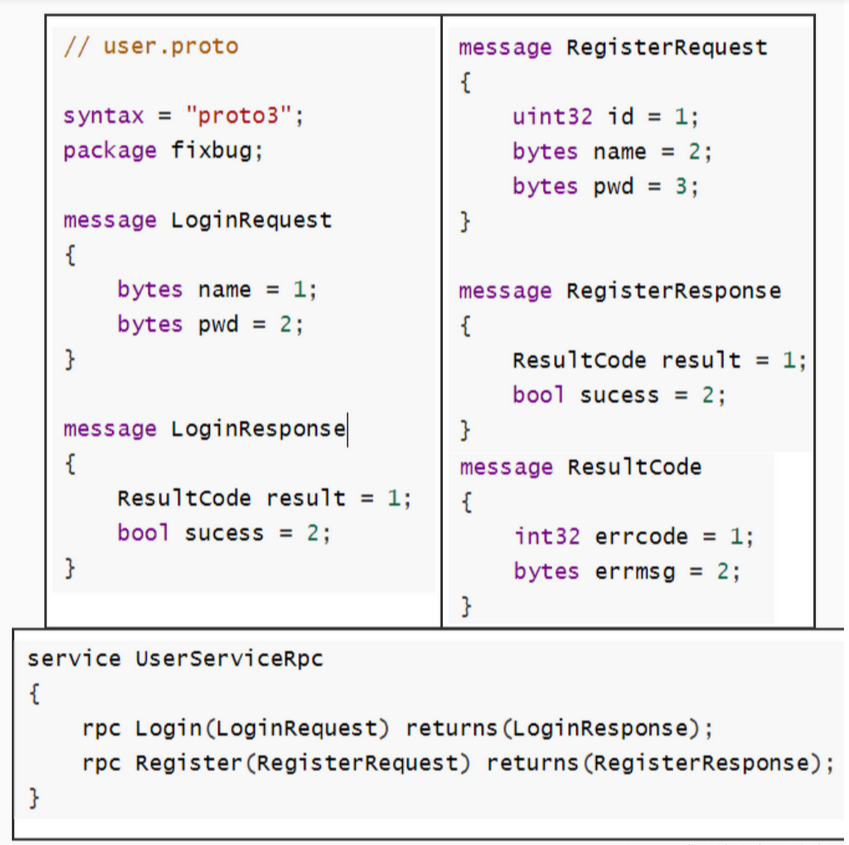 // user.proto
syntax = "proto3";
package fixbug;
message LoginRequest
{
bytes name = 1;
bytes pwd = 2;
}
message LoginResponse
{
ResultCode result = 1;
bool sucess = 2;
}
message RegisterRequest
{
uint32 id = 1;
bytes name = 2;
bytes pwd = 3;
}
message RegisterResponse
{
ResultCode result = 1;
bool sucess = 2;
}
message ResultCode
{
int32 errcode = 1;
bytes errmsg = 2;
}
service UserServiceRpc
{
rpc Login(LoginRequest) returns(LoginResponse);
rpc Register(RegisterRequest) returns(RegisterResponse);
}